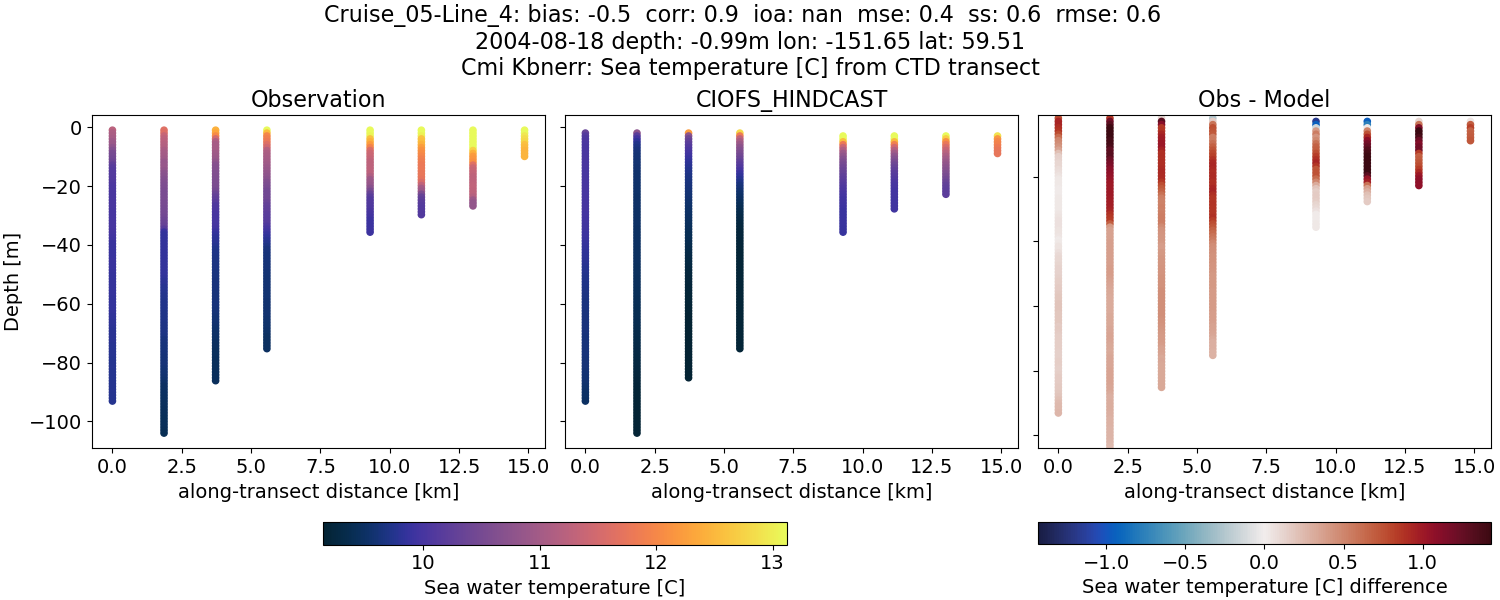 Cruise_05-Line_4: bias: -0.5  corr: 0.9  ioa: nan  mse: 0.4  ss: 0.6  rmse: 0.6
2004-08-18 depth: -0.99m lon: -151.65 lat: 59.51
Cmi Kbnerr: Sea temperature [C] from CTD transect
Observation
CIOFS_HINDCAST
Obs - Model
Depth [m]
0
−20
−40
−60
−80
−100
0.0 2.5 5.0 7.5 10.0 12.5 15.0
along-transect distance [km]
0.0 2.5 5.0 7.5 10.0 12.5 15.0
along-transect distance [km]
0.0 2.5 5.0 7.5 10.0 12.5 15.0
along-transect distance [km]
10 11 12 13
Sea water temperature [C]
−1.0 −0.5 0.0 0.5 1.0
Sea water temperature [C] difference